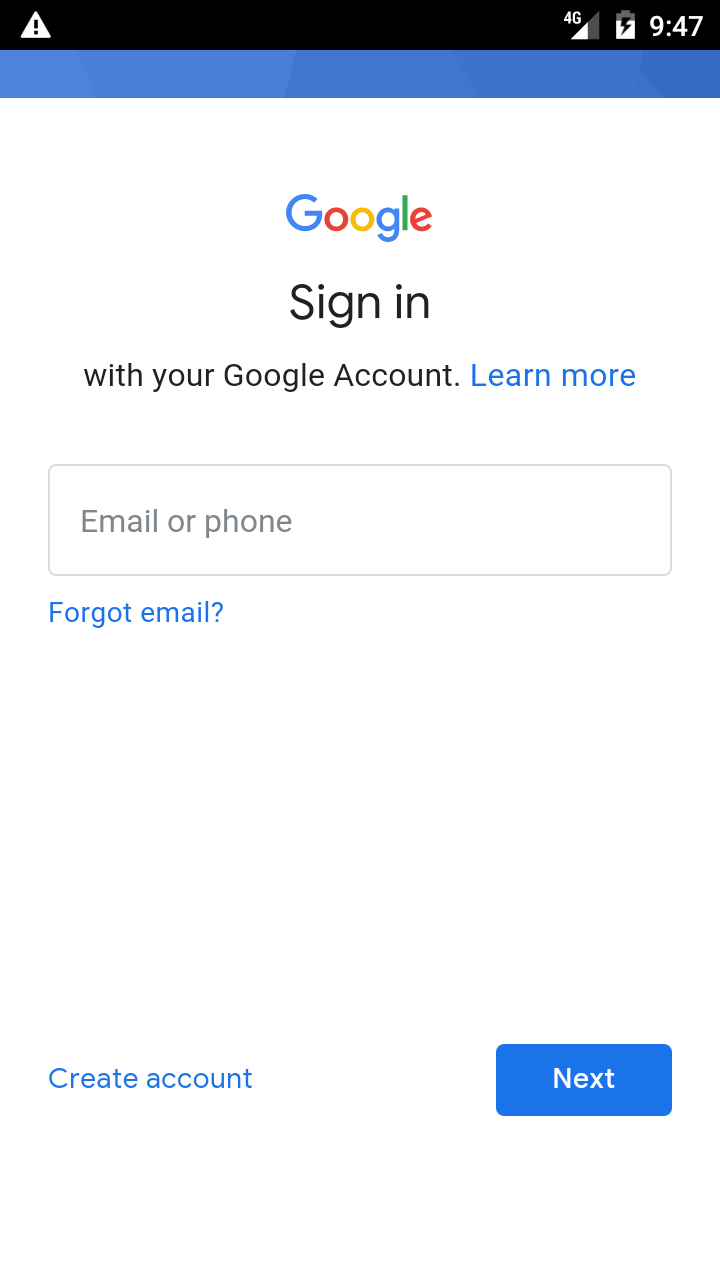 4G 9:47
Google
Sign in
with your Google Account. Learn more
Email or phone
Forgot email?
Create account Next